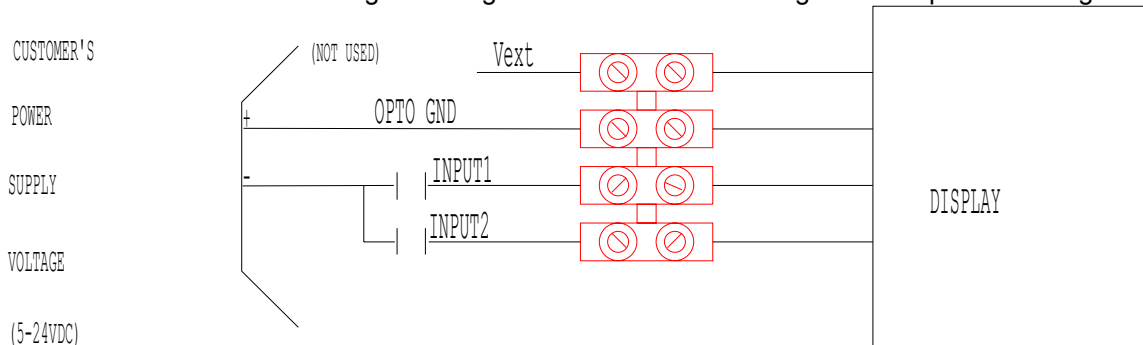 CUSTOMER'S
(NOT USED)
Vext
POWER
+
OPTO GND
SUPPLY
-
INPUT1
DISPLAY
INPUT2
VOLTAGE
(5-24VDC)